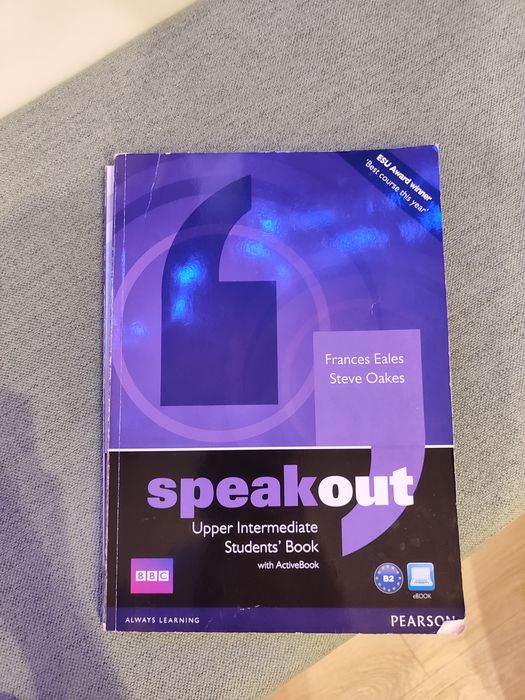 ESU Award winner
'Best course this year'
Frances Eales
Steve Oakes
speakout
Upper Intermediate
Students' Book
with ActiveBook
BBC
B2
eBOOK
ALWAYS LEARNING
PEARSON